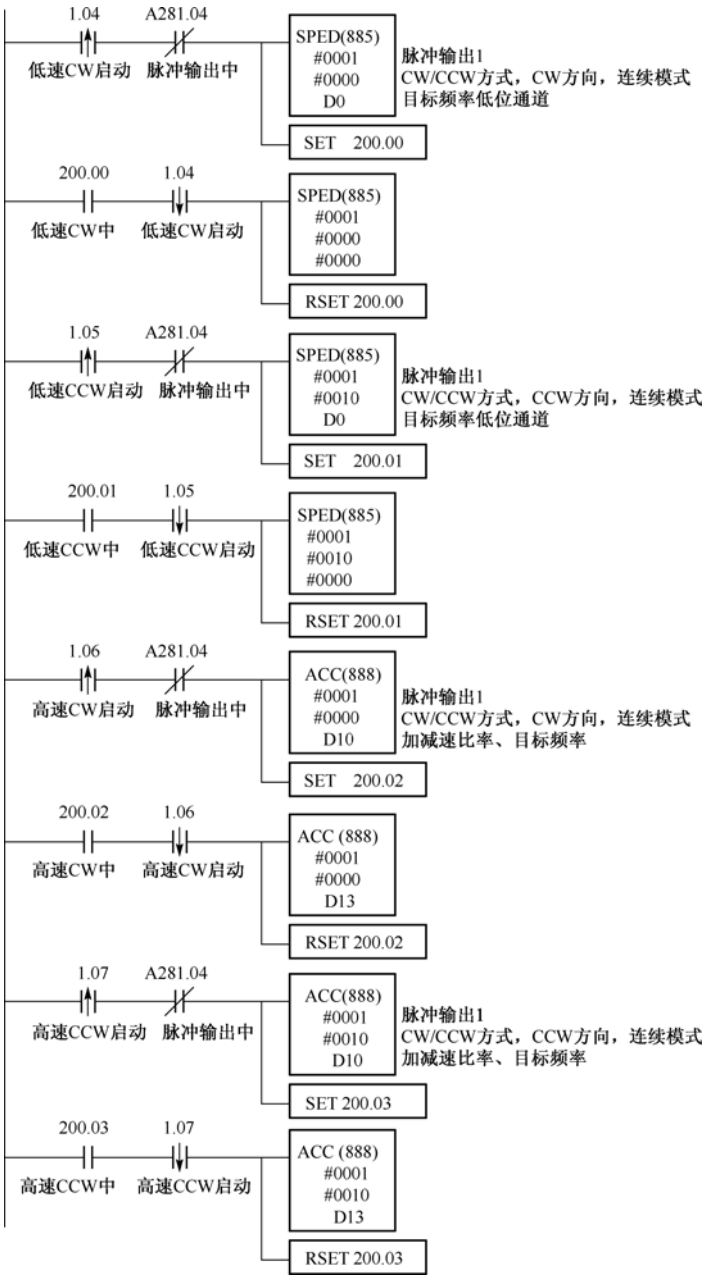 1.04 A281.04
低速CW启动 脉冲输出中
SPED(885)
#0001
#0000
D0
脉冲输出1
CW/CCW方式，CW方向，连续模式
目标频率低位通道
SET 200.00
200.00 1.04
低速CW中 低速CW启动
SPED(885)
#0001
#0000
#0000
RSET 200.00
1.05 A281.04
低速CCW启动 脉冲输出中
SPED(885)
#0001
#0010
D0
脉冲输出1
CW/CCW方式，CCW方向，连续模式
目标频率低位通道
SET 200.01
200.01 1.05
低速CCW中 低速CCW启动
SPED(885)
#0001
#0010
#0000
RSET 200.01
1.06 A281.04
高速CW启动 脉冲输出中
ACC(888)
#0001
#0000
D10
脉冲输出1
CW/CCW方式，CW方向，连续模式
加减速比率、目标频率
SET 200.02
200.02 1.06
高速CW中 高速CW启动
ACC (888)
#0001
#0000
D13
RSET 200.02
1.07 A281.04
高速CCW启动 脉冲输出中
ACC(888)
#0001
#0010
D10
脉冲输出1
CW/CCW方式，CCW方向，连续模式
加减速比率、目标频率
SET 200.03
200.03 1.07
高速CCW中 高速CCW启动
ACC (888)
#0001
#0010
D13
RSET 200.03